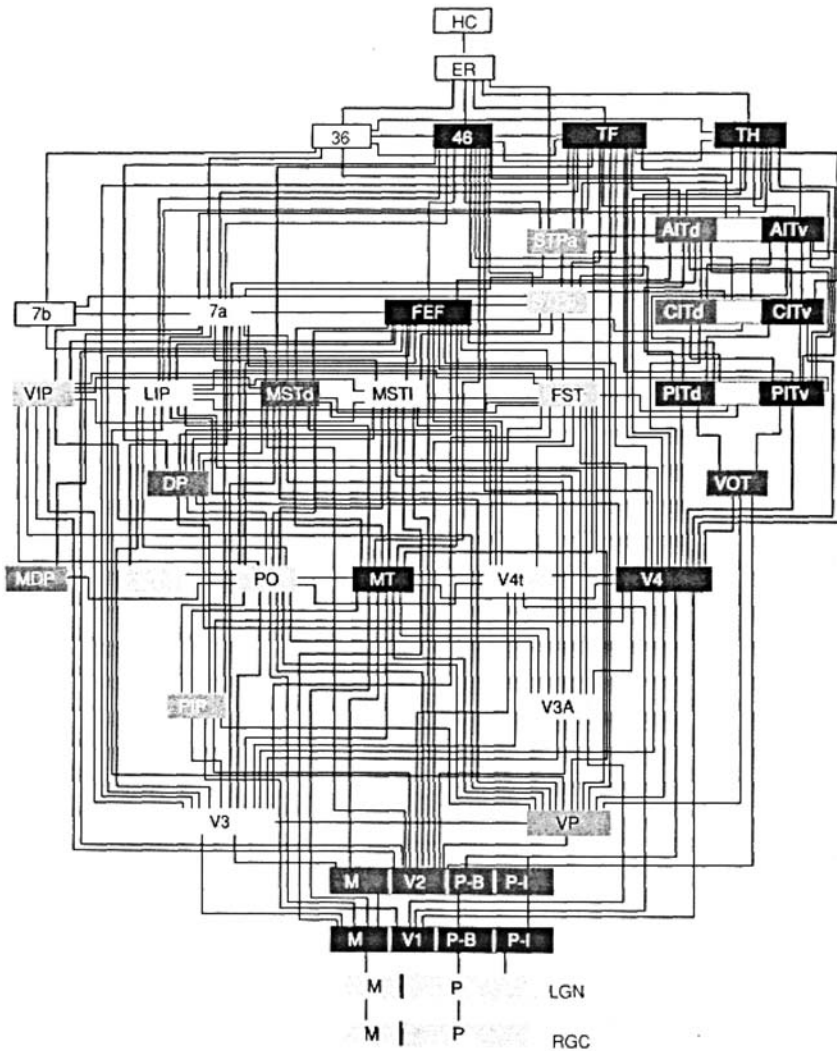 HC
ER
36 46 TF TH
STPa AITd AITv
7b 7a FEF CITd CITv
VIP LIP MSTd MSTl FST PITd PITv
DP VOT
MDP PO MT V4t V4
PIP V3A
V3 VP
M V2 P-B P-I
M V1 P-B P-I
M P LGN
M P RGC